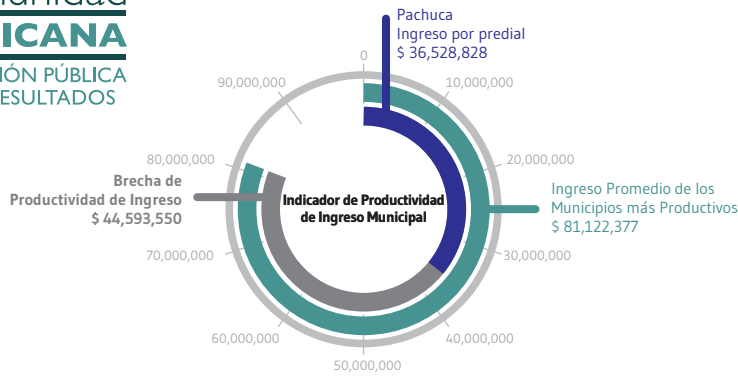 ICANA
IÓN PÚBLICA
ESULTADOS
Pachuca
Ingreso por predial
$ 36,528,828
0
10,000,000
20,000,000
30,000,000
40,000,000
50,000,000
60,000,000
70,000,000
80,000,000
90,000,000
Brecha de
Productividad de Ingreso
$ 44,593,550
Indicador de Productividad
de Ingreso Municipal
Ingreso Promedio de los
Municipios más Productivos
$ 81,122,377